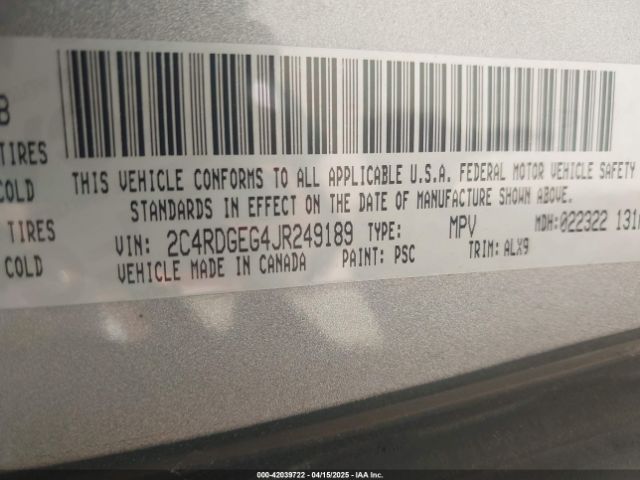 B
TIRES
COLD
TIRES
COLD
THIS VEHICLE CONFORMS TO ALL APPLICABLE U.S.A. FEDERAL MOTOR VEHICLE SAFETY
STANDARDS IN EFFECT ON THE DATE OF MANUFACTURE SHOWN ABOVE.
VIN: 2C4RDGEG4JR249189 TYPE: MPV MDH:022322 131
VEHICLE MADE IN CANADA PAINT: PSC TRIM: ALX9
000-42039722 - 04/15/2025 - IAA Inc.